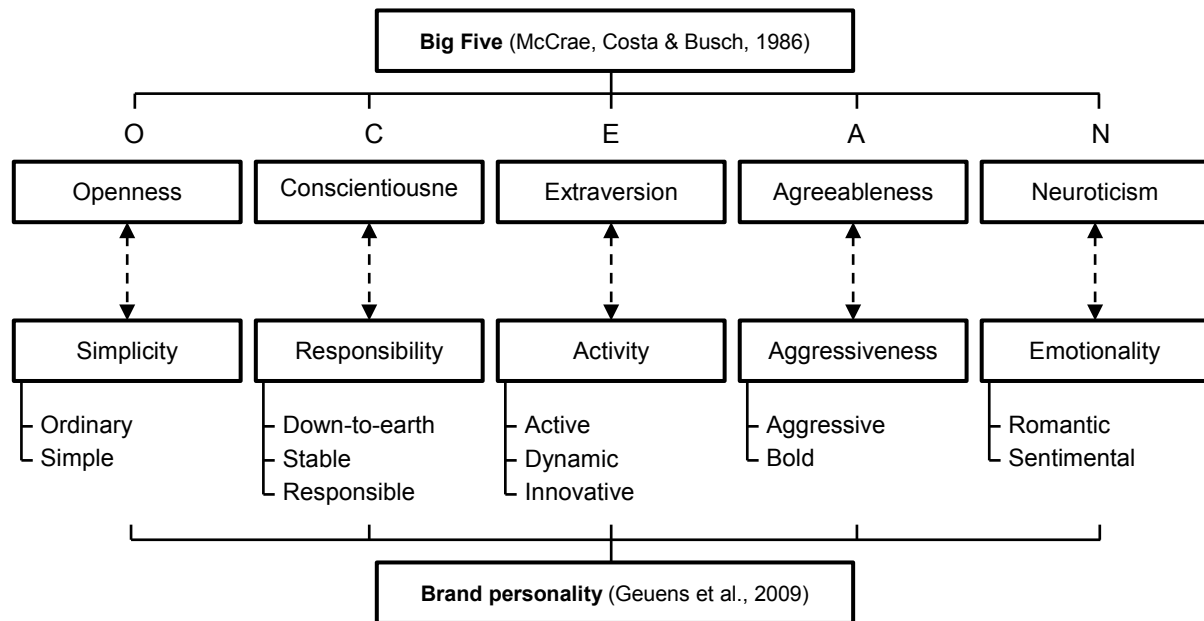 Big Five (McCrae, Costa & Busch, 1986)
O C E A N
Openness Conscientiousne Extraversion Agreeableness Neuroticism
Simplicity Responsibility Activity Aggressiveness Emotionality
Ordinary Down-to-earth Active Aggressive Romantic
Simple Stable Dynamic Bold Sentimental
Responsible Innovative
Brand personality (Geuens et al., 2009)